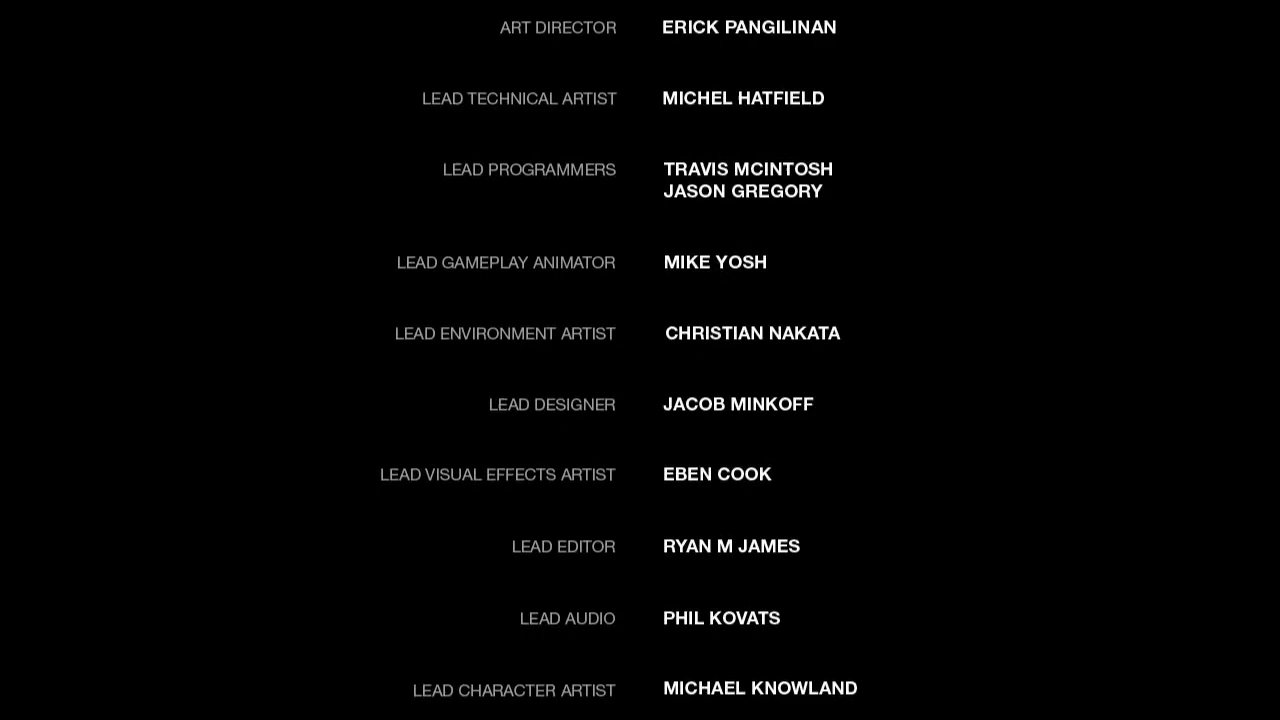 ART DIRECTOR ERICK PANGILINAN
LEAD TECHNICAL ARTIST MICHEL HATFIELD
LEAD PROGRAMMERS TRAVIS MCINTOSH
JASON GREGORY
LEAD GAMEPLAY ANIMATOR MIKE YOSH
LEAD ENVIRONMENT ARTIST CHRISTIAN NAKATA
LEAD DESIGNER JACOB MINKOFF
LEAD VISUAL EFFECTS ARTIST EBEN COOK
LEAD EDITOR RYAN M JAMES
LEAD AUDIO PHIL KOVATS
LEAD CHARACTER ARTIST MICHAEL KNOWLAND